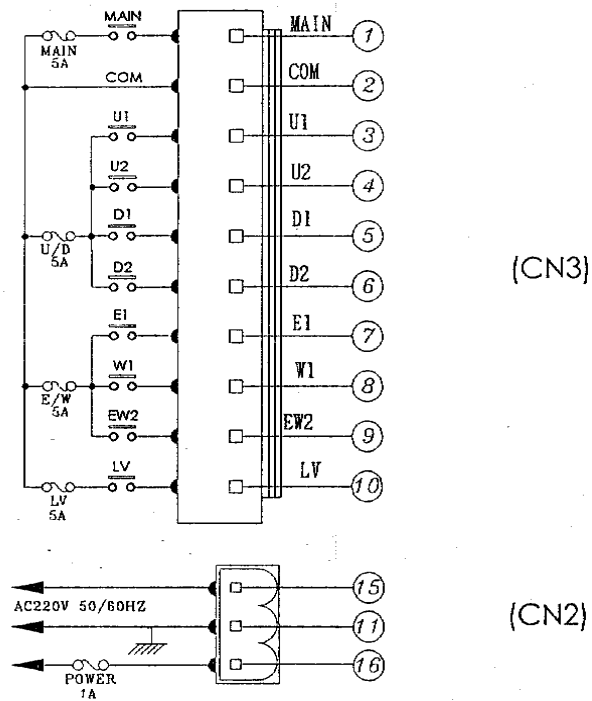 MAIN
MAIN
5A
MAIN
1
COM
COM
2
U1
U1
3
U2
U2
4
D1
U/D
5A
D1
5
D2
D2
6
(CN3)
E1
E1
7
W1
E/W
5A
W1
8
EW2
EW2
9
LV
LV
5A
LV
10
AC220V 50/60HZ
15
11
(CN2)
POWER
1A
16